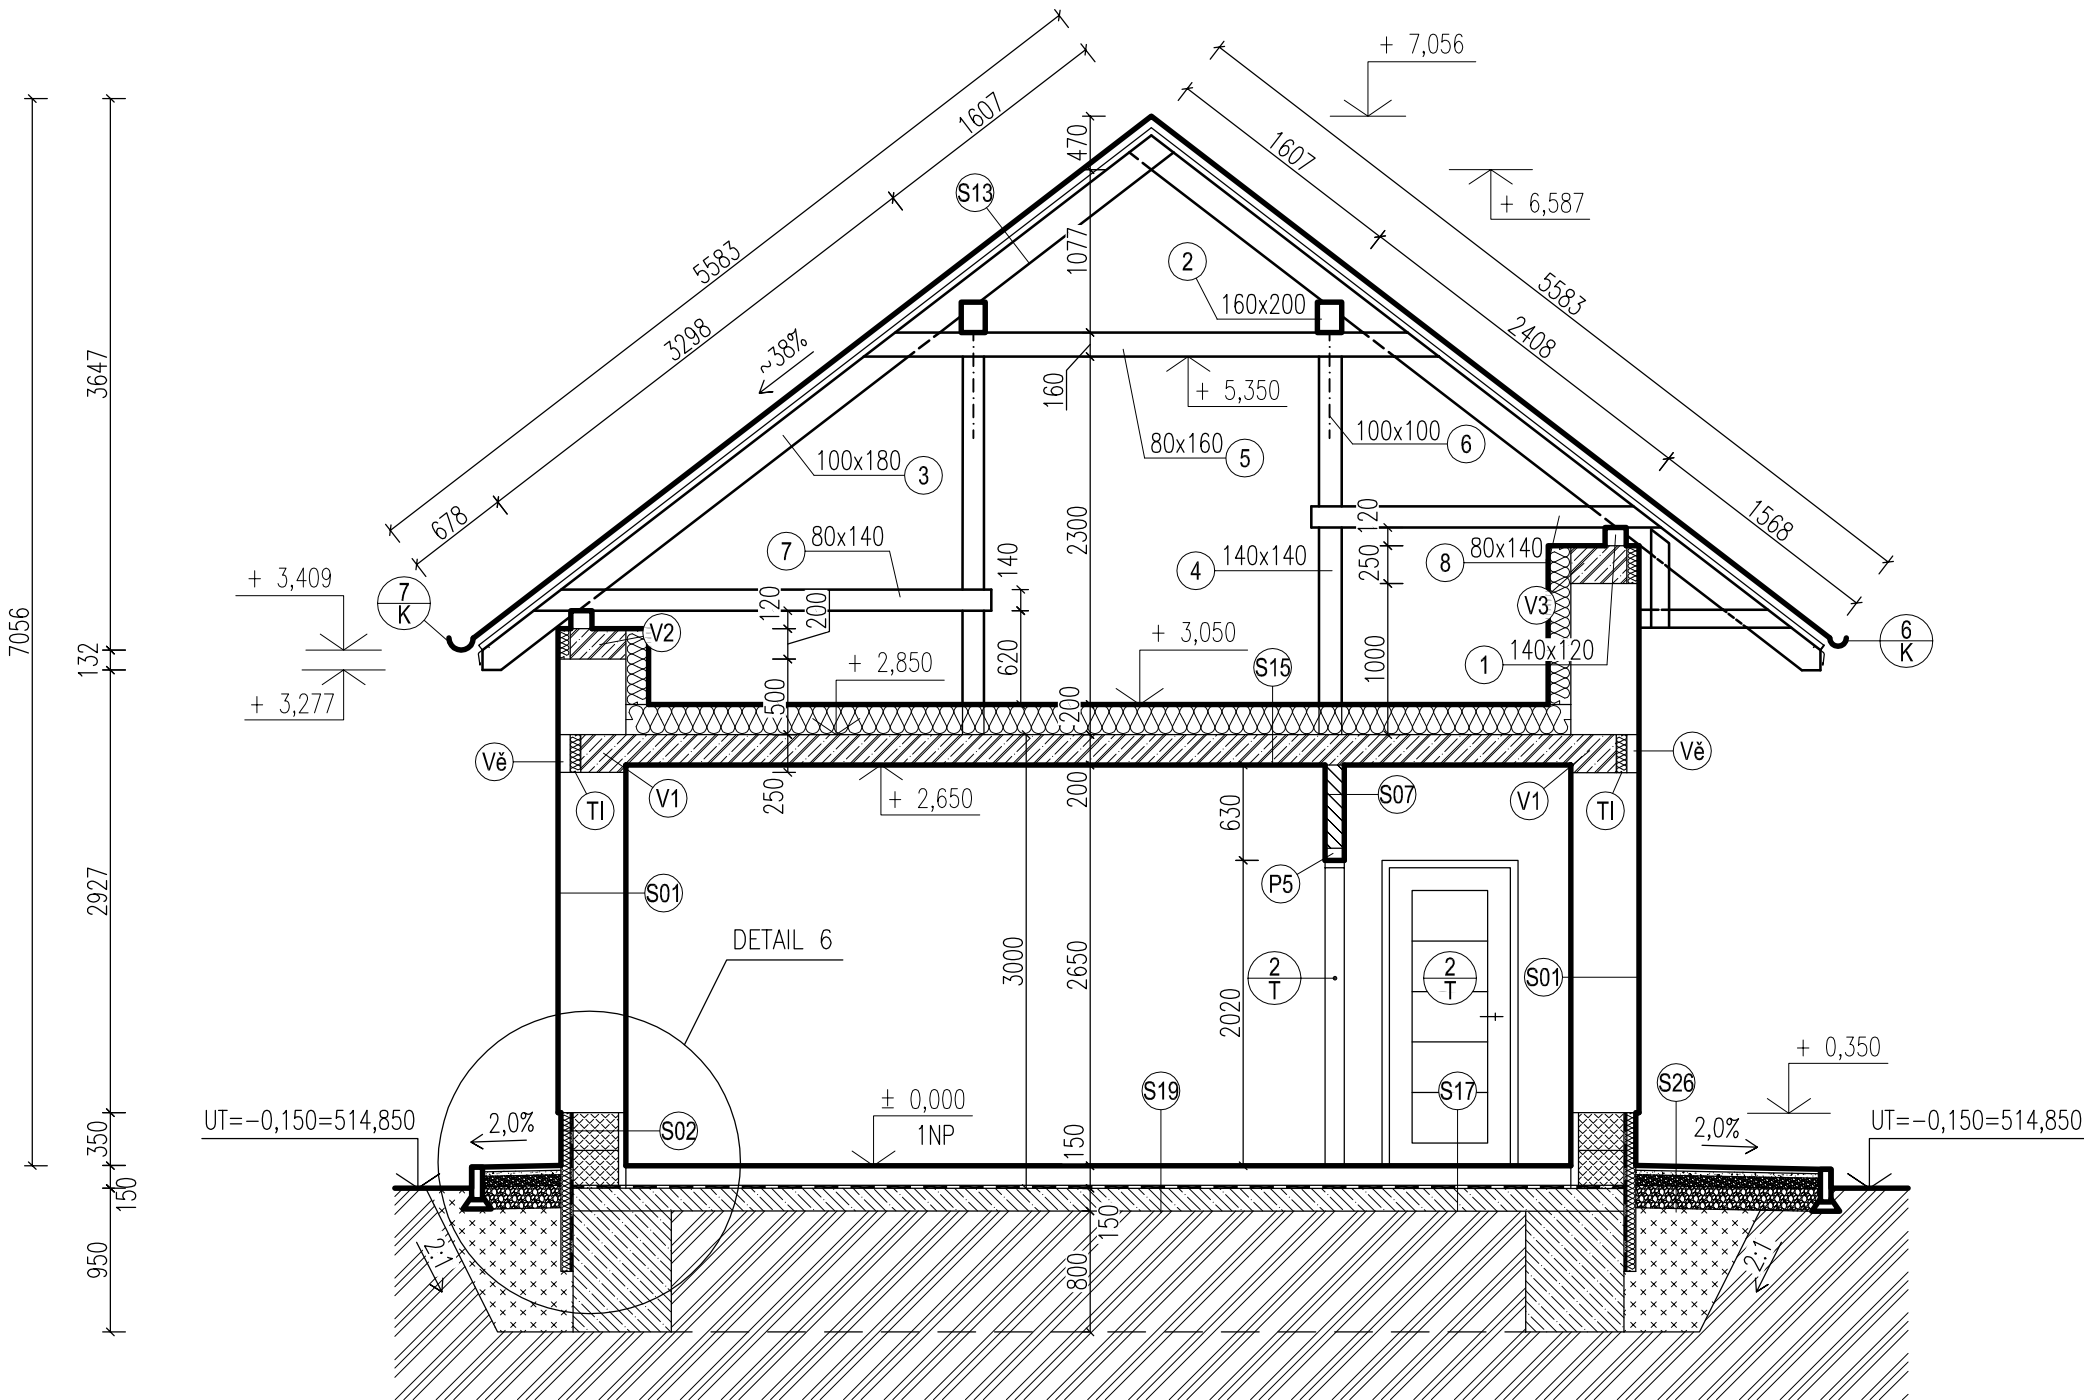 + 7,056
1607
1607
470
+ 6,587
S13
1077
2
160x200
5583
5583
3298
2408
~38%
3647
160
+ 5,350
80x160 5
100x100 6
100x180 3
678
1568
7 80x140
140
2300
120
250
4 140x140
8 80x140
+ 3,409
7
K
120
200
V2
V3
7056
132
620
+ 3,050
1000
1 140x120
6
K
+ 2,850
S15
+ 3,277
500
200
Vě
Vě
V1
Tl
250
+ 2,650
200
630
S07
V1
Tl
P5
2927
S01
DETAIL 6
3000
2650
2
T
2
T
S01
2020
+ 0,350
S26
± 0,000
1NP
S19
S17
UT=-0,150=514,850
2,0%
S02
350
150
2,0%
UT=-0,150=514,850
150
150
950
2:1
800
2:1